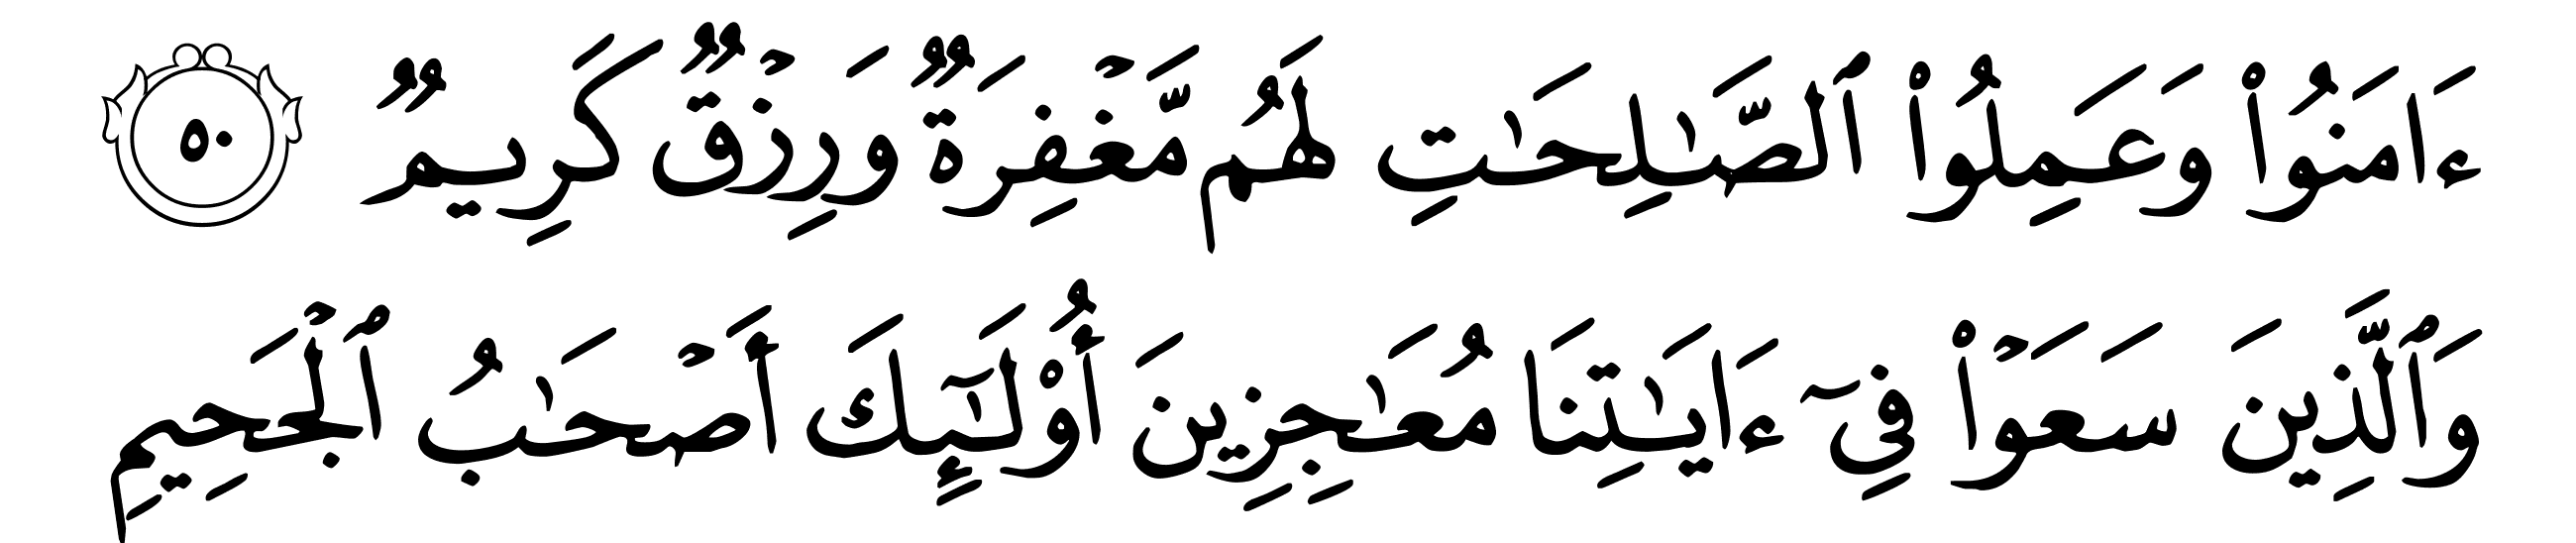 ءَامَنُوا۟ وَعَمِلُوا۟ ٱلصَّـٰلِحَـٰتِ لَهُم مَّغْفِرَةٌ وَرِزْقٌ كَرِيمٌ ٥٠
وَٱلَّذِينَ سَعَوْا۟ فِىٓ ءَايَـٰتِنَا مُعَـٰجِزِينَ أُو۟لَـٰٓئِكَ أَصْحَـٰبُ ٱلْجَحِيمِ